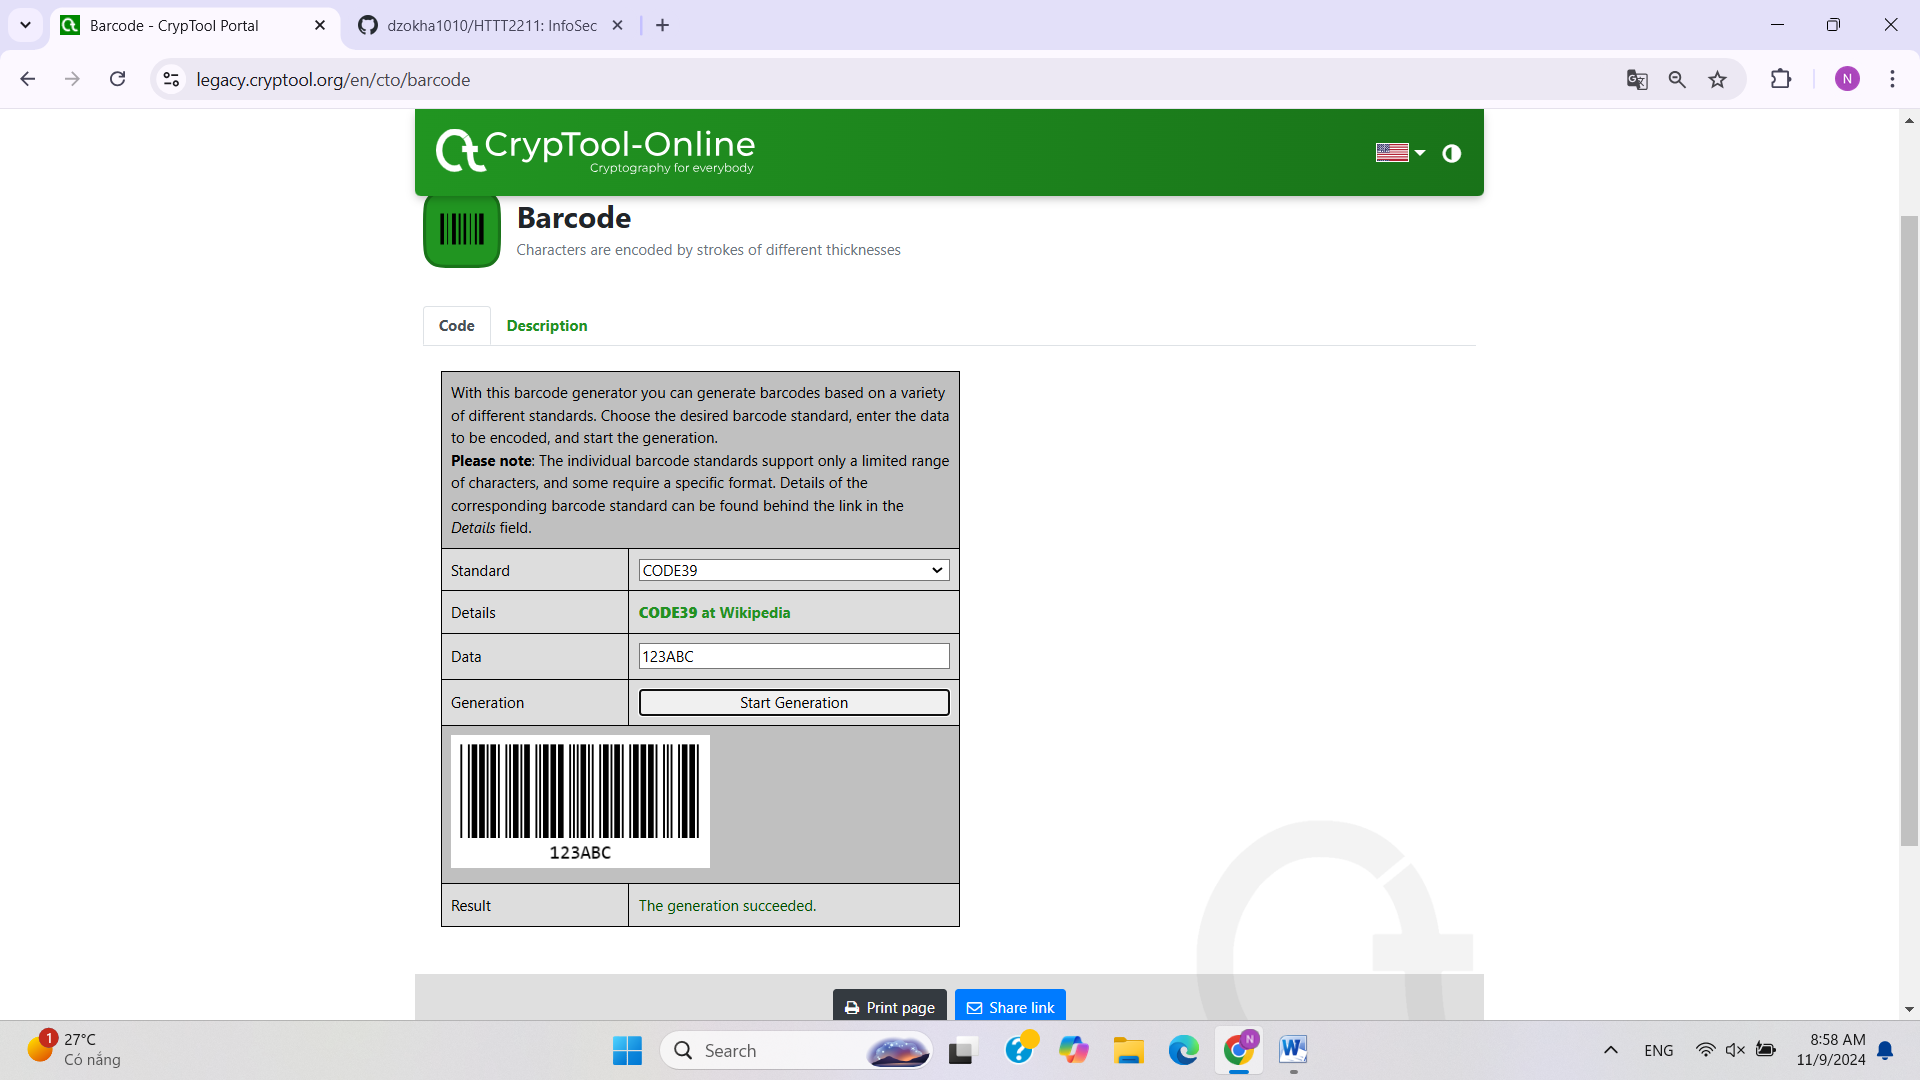 Barcode - CrypTool Portal
dzokha1010/HTTT2211: InfoSec
legacy.cryptool.org/en/cto/barcode
N
CrypTool-Online
Cryptography for everybody
Barcode
Characters are encoded by strokes of different thicknesses
Code
Description
With this barcode generator you can generate barcodes based on a variety
of different standards. Choose the desired barcode standard, enter the data
to be encoded, and start the generation.
Please note: The individual barcode standards support only a limited range
of characters, and some require a specific format. Details of the
corresponding barcode standard can be found behind the link in the
Details field.
Standard
CODE39
Details
CODE39 at Wikipedia
Data
123ABC
Generation
Start Generation
123ABC
Result
The generation succeeded.
Print page
Share link
1
27°C
Có nắng
Search
N
ENG
8:58 AM
11/9/2024